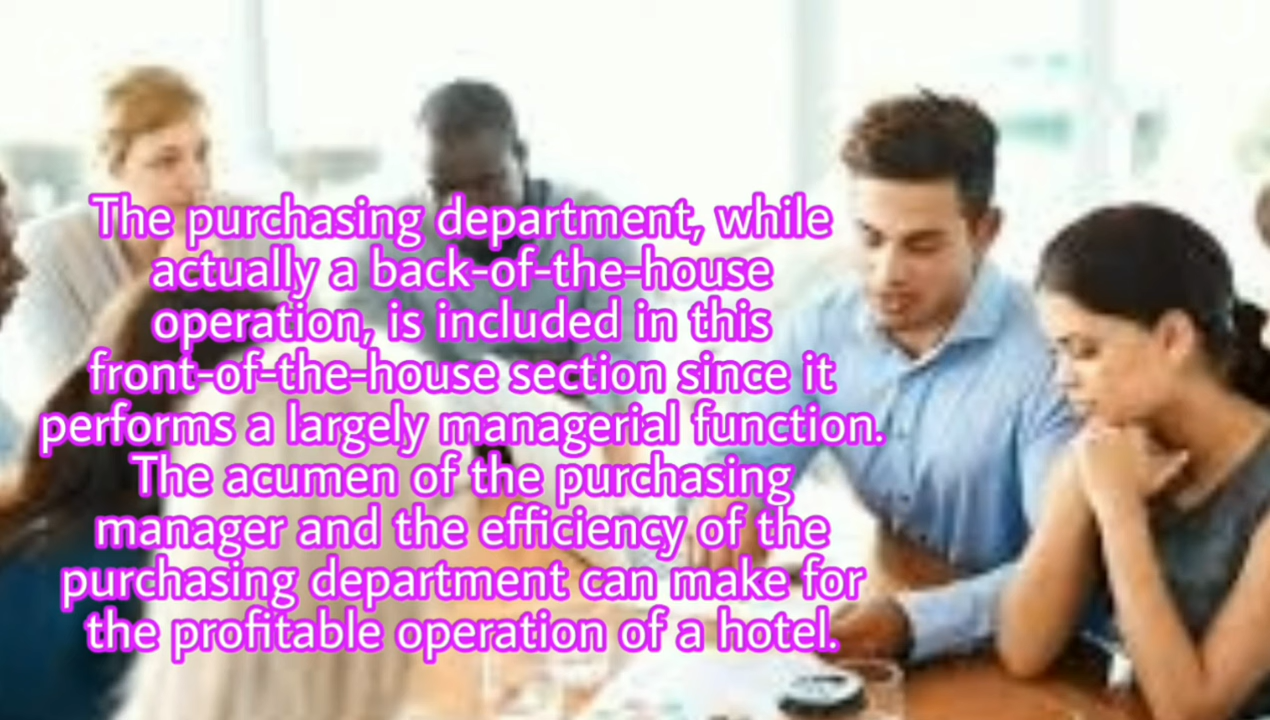 The purchasing department, while
actually a back-of-the-house
operation, is included in this
front-of-the-house section since it
performs a largely managerial function.
The acumen of the purchasing
manager and the efficiency of the
purchasing department can make for
the profitable operation of a hotel.